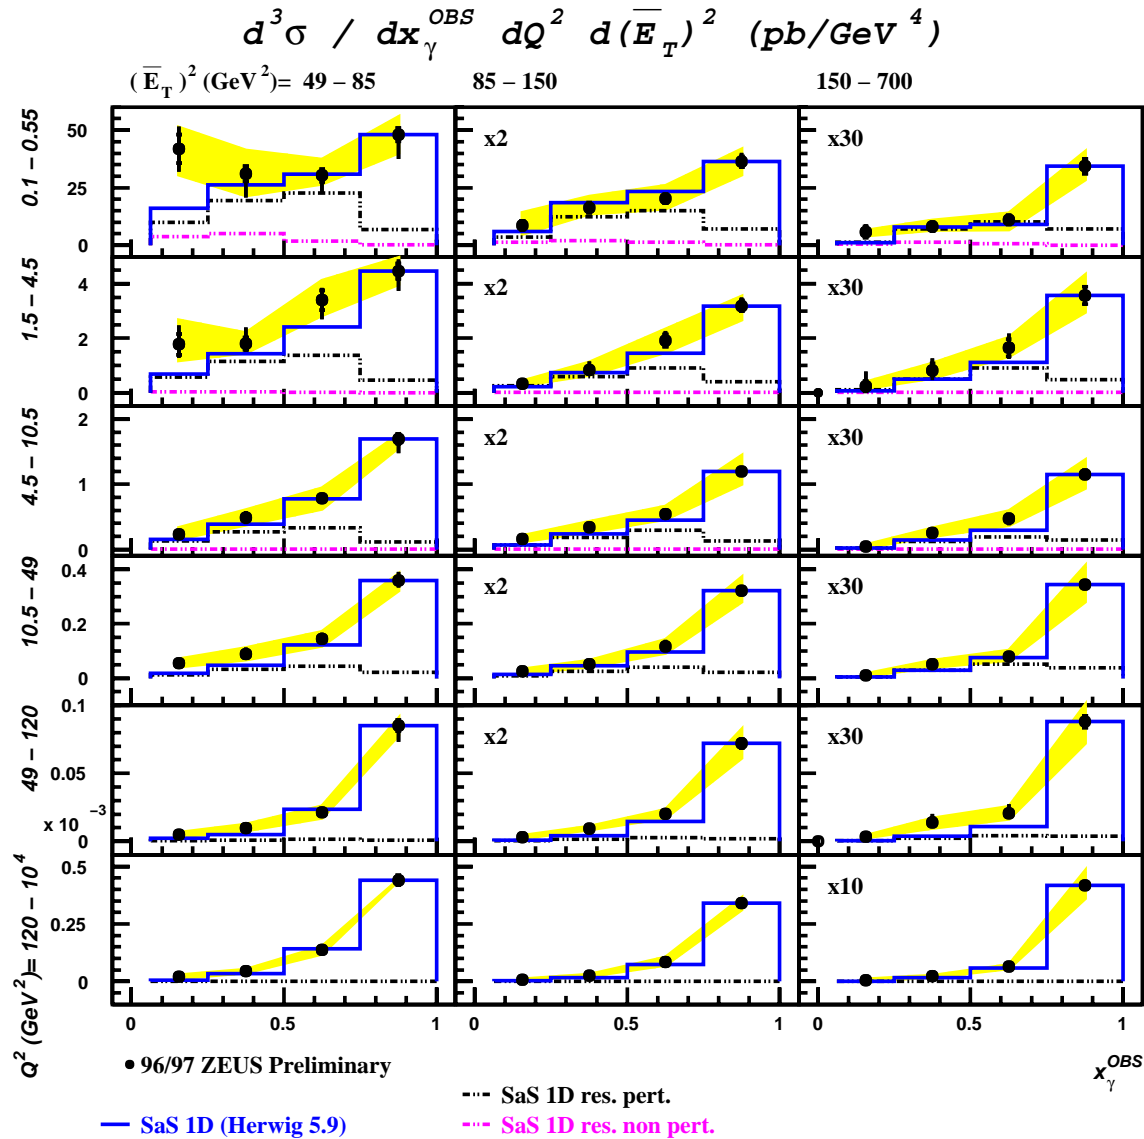 d³σ / dx_γ^OBS dQ² d(E̅_T)² (pb/GeV⁴)
(E̅_T)² (GeV²)= 49 – 85
85 – 150
150 – 700
0.1 – 0.55
50
25
0
x2
x30
1.5 – 4.5
4
2
0
x2
x30
4.5 – 10.5
2
1
0
x2
x30
10.5 – 49
0.4
0.2
0
x2
x30
49 – 120
0.1
0.05
0
x 10⁻³
x2
x30
Q² (GeV²)= 120 - 10⁴
0.5
0.25
0
x10
0 0.5 1
0 0.5 1
0 0.5 1
x_γ^OBS
96/97 ZEUS Preliminary
SaS 1D res. pert.
SaS 1D (Herwig 5.9)
SaS 1D res. non pert.